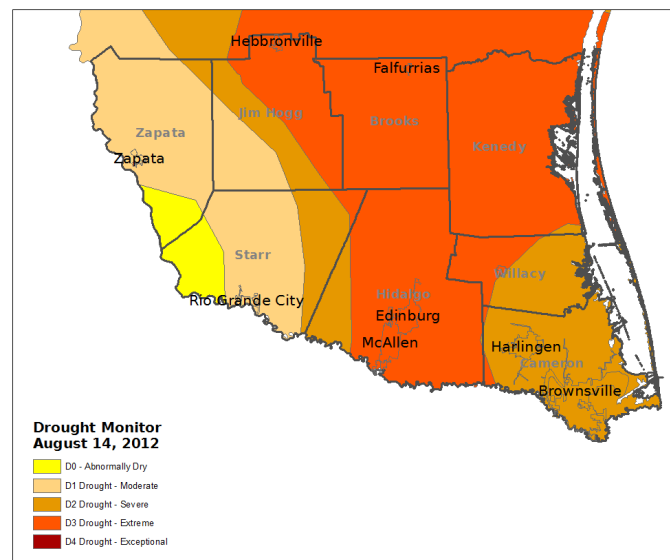 Hebbronville
Falfurrias
Jim Hogg
Brooks
Zapata
Kenedy
Zapata
Starr
Willacy
Hidalgo
Rio Grande City
Edinburg
McAllen
Harlingen
Cameron
Brownsville
Drought Monitor
August 14, 2012
D0 - Abnormally Dry
D1 Drought - Moderate
D2 Drought - Severe
D3 Drought - Extreme
D4 Drought - Exceptional